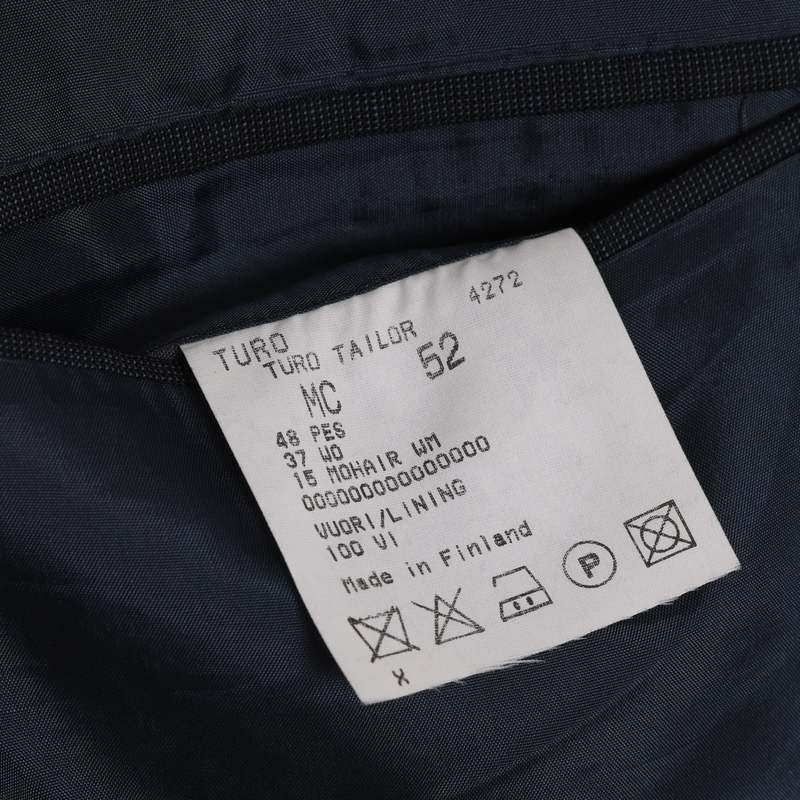 4272
TURO
TURO TAILOR
52
MC
48 PES
37 WO
15 MOHAIR WM
000000000000000
VUORI/LINING
100 VI
Made in Finland
P
X